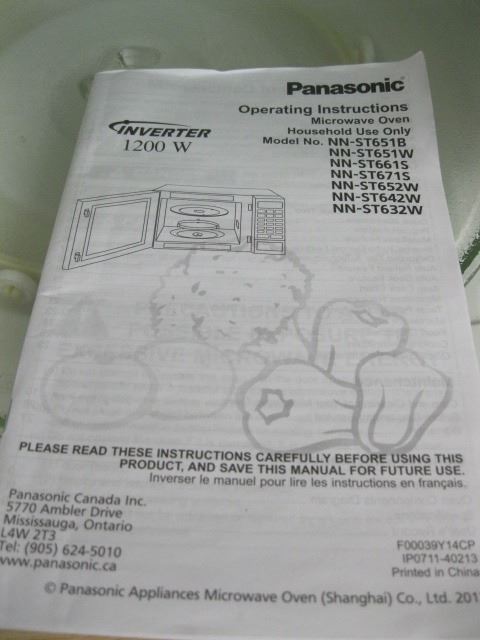 Panasonic
Operating Instructions
Microwave Oven
Household Use Only
INVERTER
1200 W
Model No. NN-ST651B
NN-ST651W
NN-ST661S
NN-ST671S
NN-ST652W
NN-ST642W
NN-ST632W
PLEASE READ THESE INSTRUCTIONS CAREFULLY BEFORE USING THIS
PRODUCT, AND SAVE THIS MANUAL FOR FUTURE USE.
Inverser le manuel pour lire les instructions en français.
Panasonic Canada Inc.
5770 Ambler Drive
Mississauga, Ontario
L4W 2T3
Tel: (905) 624-5010
www.panasonic.ca
F00039Y14CP
IP0711-40213
Printed in China
© Panasonic Appliances Microwave Oven (Shanghai) Co., Ltd. 201